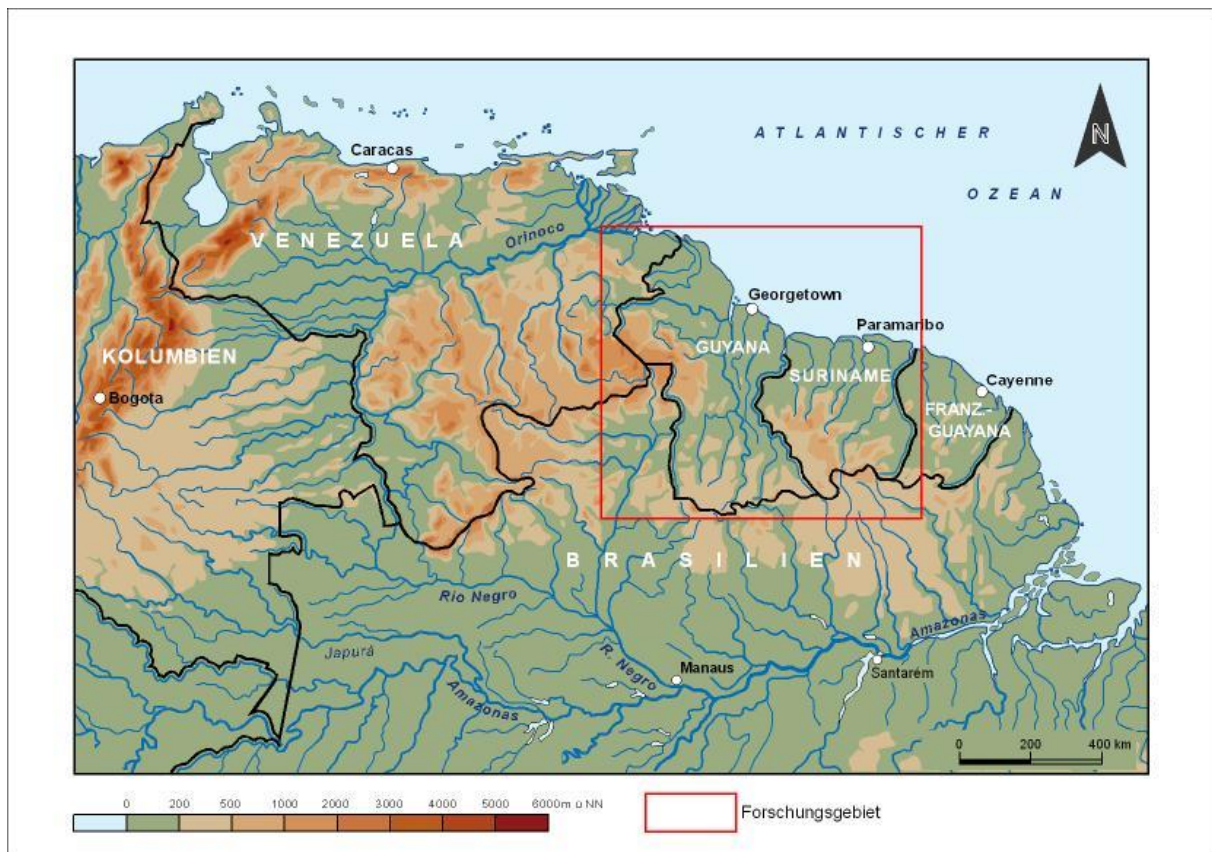 ATLANTISCHER
OZEAN
N
Caracas
VENEZUELA
Orinoco
Georgetown
Paramaribo
GUYANA
KOLUMBIEN
SURINAME
Cayenne
Bogota
FRANZ.-
GUAYANA
BRASILIEN
Rio Negro
Amazonas
Japurá
R. Negro
Manaus
Santarém
Amazonas
0 200 400 km
0 200 500 1000 2000 3000 4000 5000 6000m ü NN
Forschungsgebiet